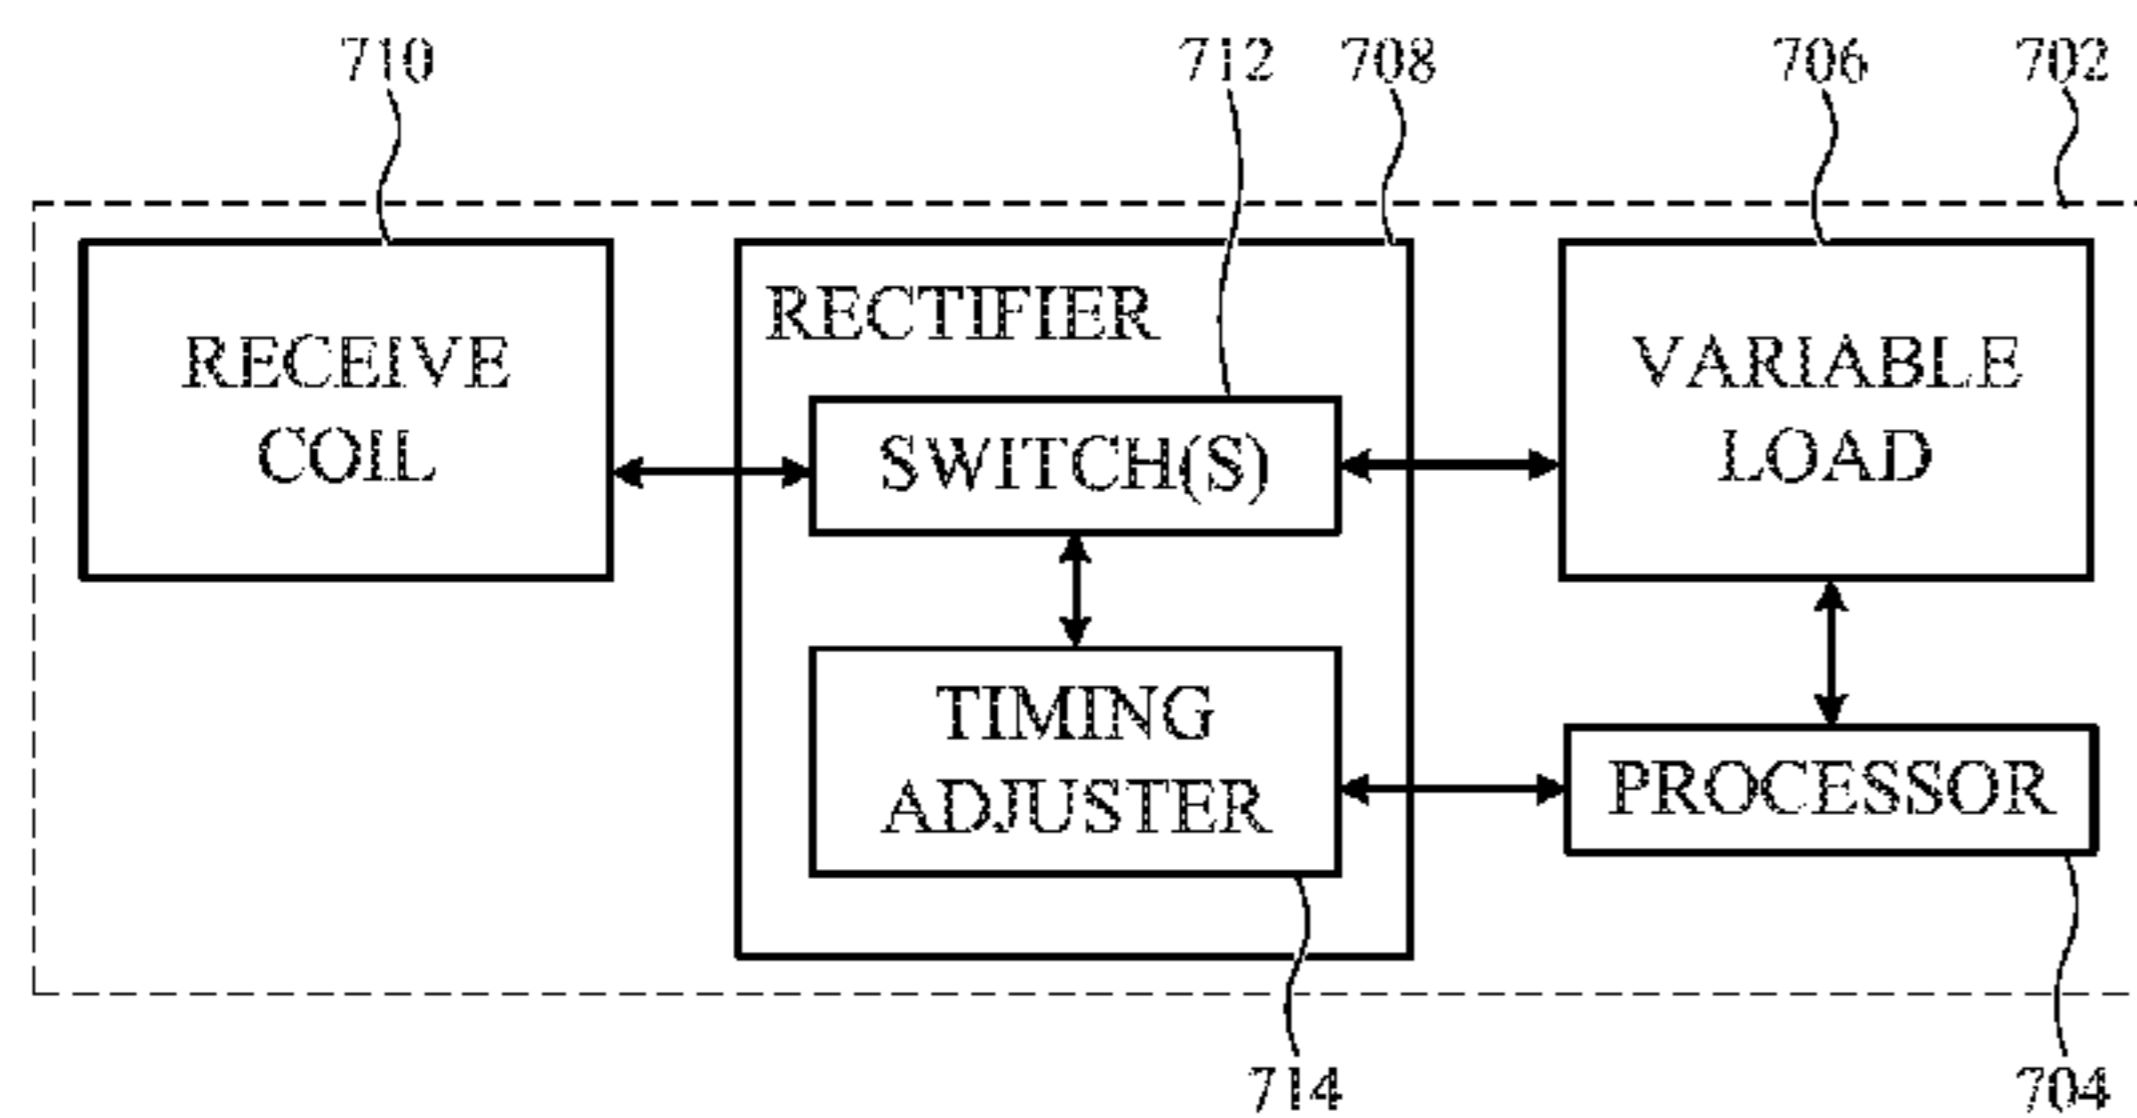 710
712
708
706
702
RECEIVE
COIL
RECTIFIER
SWITCH(S)
TIMING
ADJUSTER
VARIABLE
LOAD
PROCESSOR
714
704